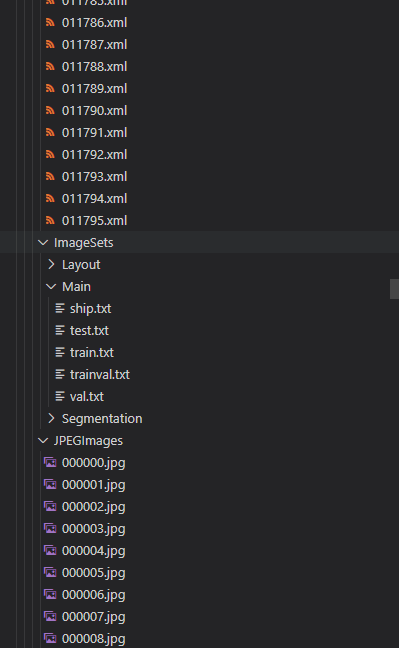 011785.xml
011786.xml
011787.xml
011788.xml
011789.xml
011790.xml
011791.xml
011792.xml
011793.xml
011794.xml
011795.xml
ImageSets
Layout
Main
ship.txt
test.txt
train.txt
trainval.txt
val.txt
Segmentation
JPEGImages
000000.jpg
000001.jpg
000002.jpg
000003.jpg
000004.jpg
000005.jpg
000006.jpg
000007.jpg
000008.jpg